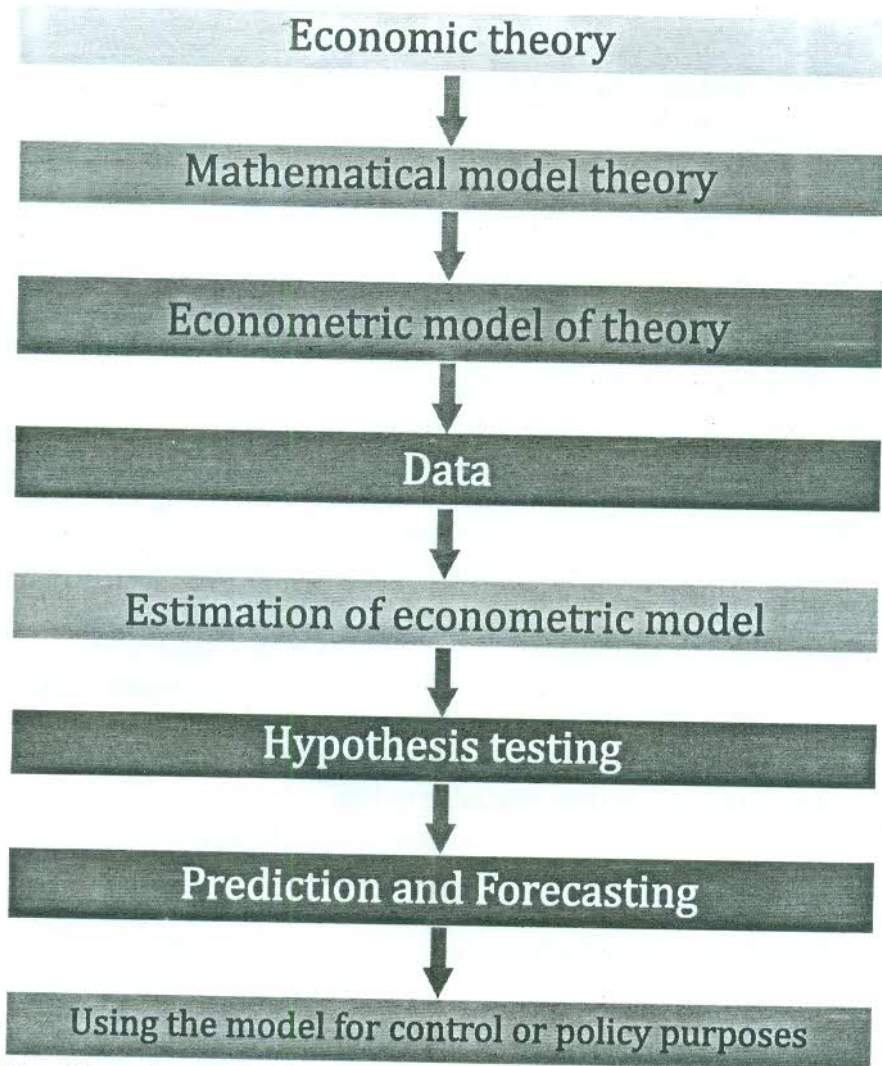 Economic theory
Mathematical model theory
Econometric model of theory
Data
Estimation of econometric model
Hypothesis testing
Prediction and Forecasting
Using the model for control or policy purposes